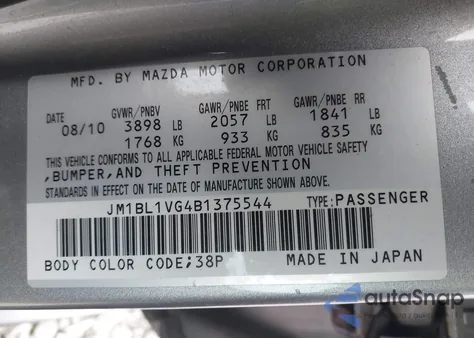 MFD. BY MAZDA MOTOR CORPORATION
DATE GVWR/PNBV GAWR/PNBE FRT GAWR/PNBE RR
08/10 3898 LB 2057 LB 1841 LB
1768 KG 933 KG 835 KG
THIS VEHICLE CONFORMS TO ALL APPLICABLE FEDERAL MOTOR VEHICLE SAFETY
,BUMPER,AND THEFT PREVENTION
STANDARDS IN EFFECT ON THE DATE OF MANUFACTURE SHOWN ABOVE.
JM1BL1VG4B1375544 TYPE:PASSENGER
BODY COLOR CODE;38P MADE IN JAPAN
autoSnap